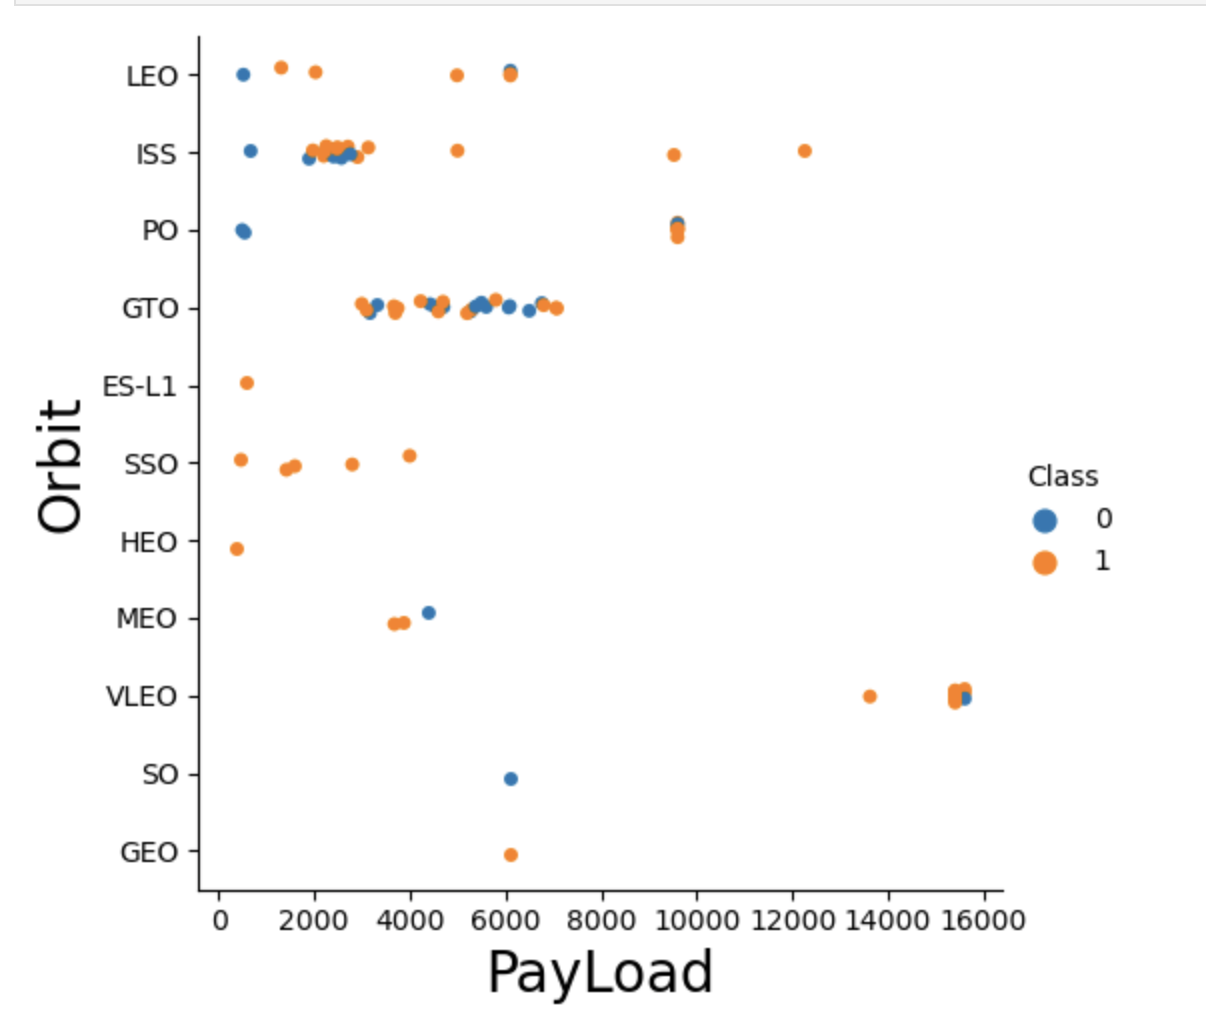 LEO
ISS
PO
GTO
ES-L1
SSO
HEO
MEO
VLEO
SO
GEO
Orbit
0 2000 4000 6000 8000 10000 12000 14000 16000
PayLoad
Class
0
1